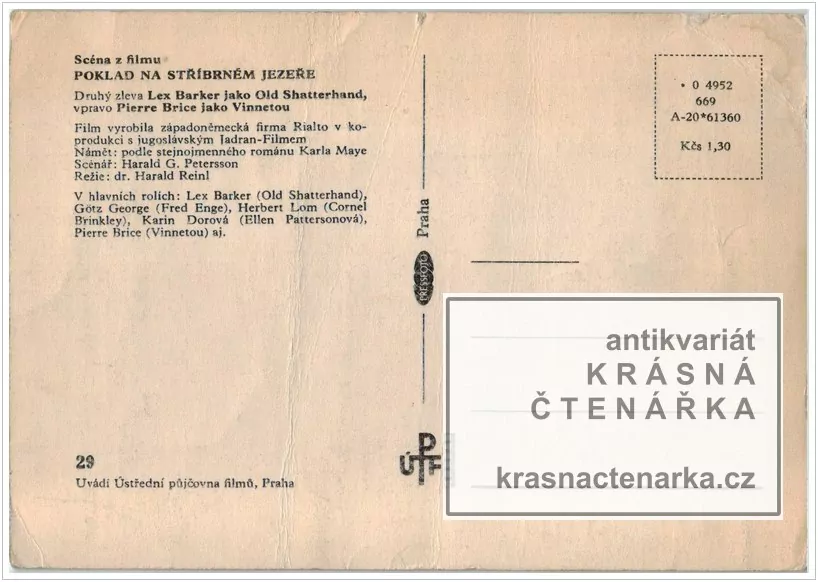 Scéna z filmu
POKLAD NA STŘÍBRNÉM JEZEŘE
Druhý zleva Lex Barker jako Old Shatterhand,
vpravo Pierre Brice jako Vinnetou
Film vyrobila západoněmecká firma Rialto v ko-
produkci s jugoslávským Jadran-Filmem
Námět: podle stejnojmenného románu Karla Maye
Scénář: Harald G. Petersson
Režie: dr. Harald Reinl
V hlavních rolích: Lex Barker (Old Shatterhand),
Götz George (Fred Enge), Herbert Lom (Cornel
Brinkley), Karin Dorová (Ellen Pattersonová),
Pierre Brice (Vinnetou) aj.
29
Uvádí Ústřední půjčovna filmů, Praha
Praha
PRESSFOTO
ÚPF
0 4952
669
A-20*61360
Kčs 1,30
antikvariát
KRÁSNÁ
ČTENÁŘKA
krasnactenarka.cz